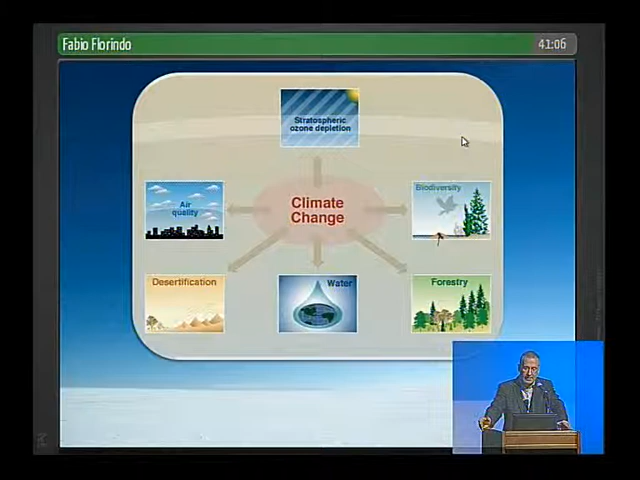 Fabio Florindo
41:06
Stratospheric
ozone depletion
Air
quality
Climate
Change
Biodiversity
Desertification
Water
Forestry